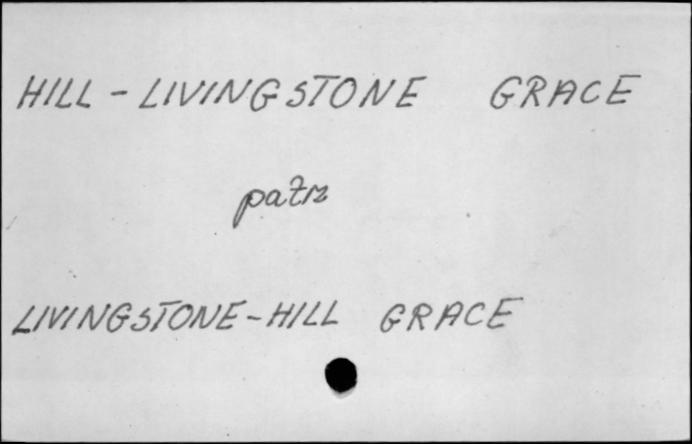 HILL - LIVINGSTONE GRACE
patrz
LIVINGSTONE-HILL GRACE